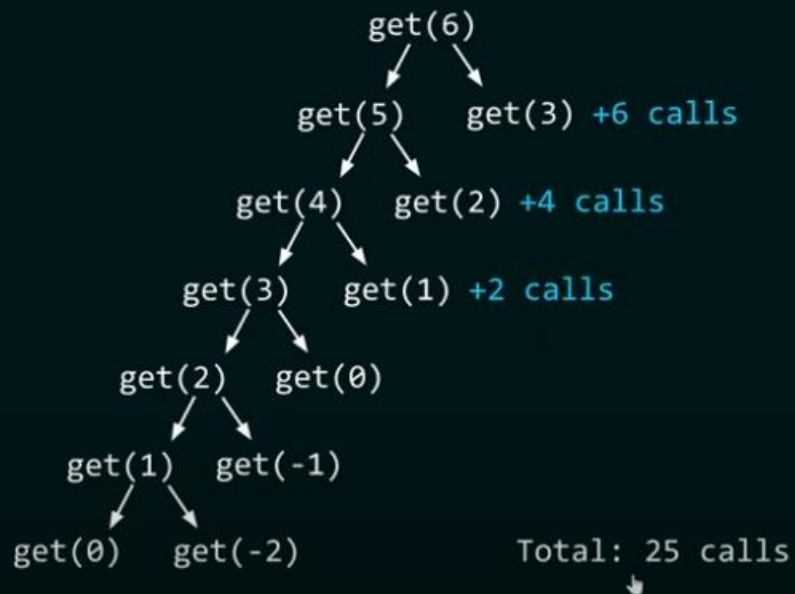 get(6)
get(5) get(3) +6 calls
get(4) get(2) +4 calls
get(3) get(1) +2 calls
get(2) get(0)
get(1) get(-1)
get(0) get(-2) Total: 25 calls